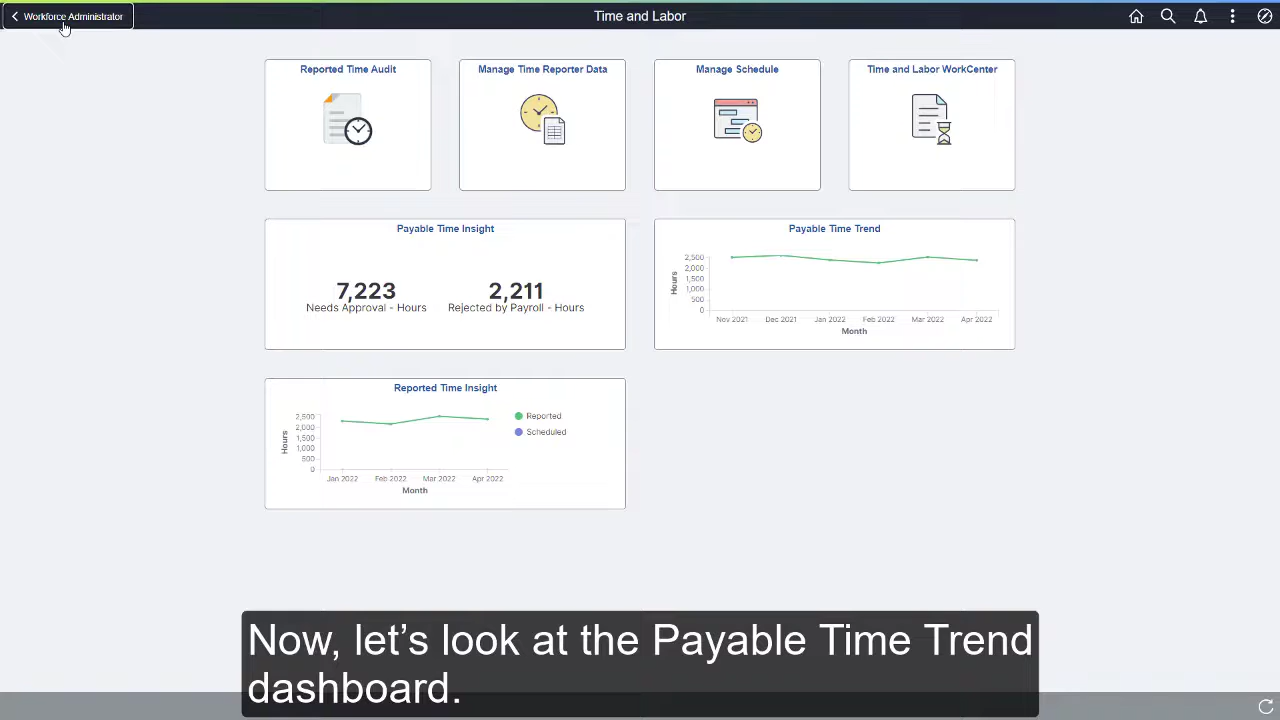 Workforce Administrator
Time and Labor
Reported Time Audit
Manage Time Reporter Data
Manage Schedule
Time and Labor WorkCenter
Payable Time Insight
7,223
Needs Approval - Hours
2,211
Rejected by Payroll - Hours
Payable Time Trend
Hours
2,500
2,000
1,500
1,000
500
0
Nov 2021 Dec 2021 Jan 2022 Feb 2022 Mar 2022 Apr 2022
Month
Reported Time Insight
Hours
2,500
2,000
1,500
1,000
500
0
Jan 2022 Feb 2022 Mar 2022 Apr 2022
Month
Reported
Scheduled
Now, let’s look at the Payable Time Trend
dashboard.